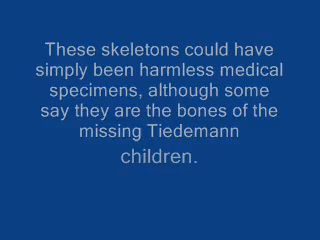 These skeletons could have
simply been harmless medical
specimens, although some
say they are the bones of the
missing Tiedemann
children.